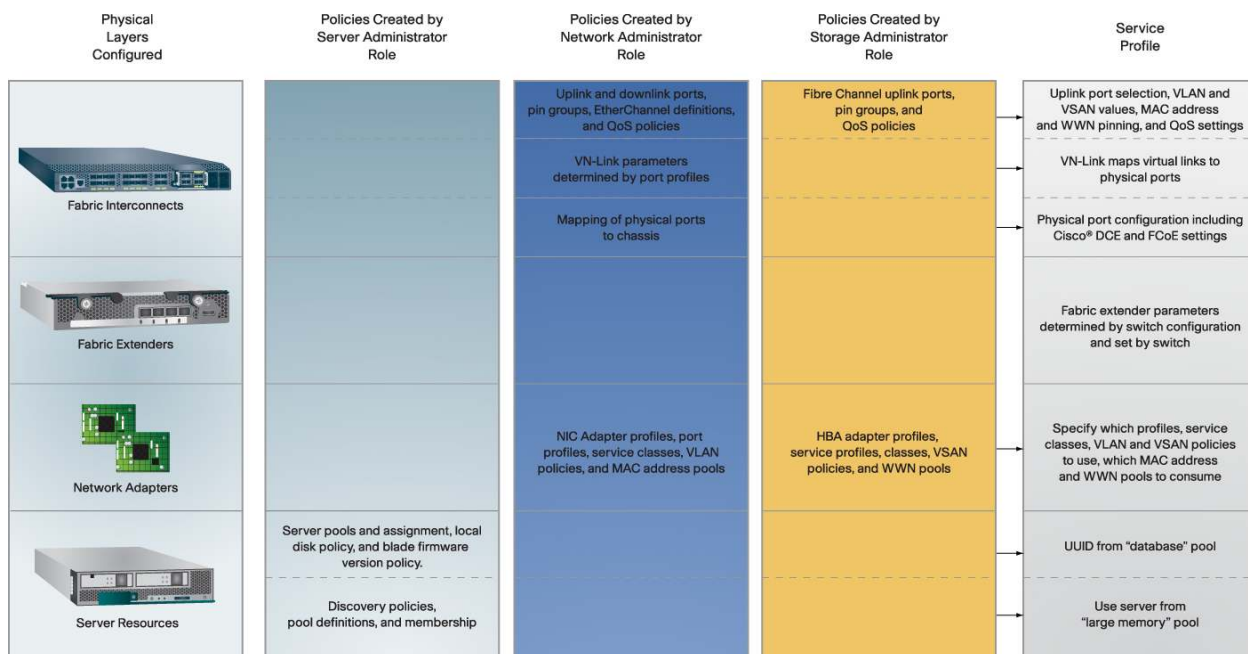 Physical
Layers
Configured
Policies Created by
Server Administrator
Role
Policies Created by
Network Administrator
Role
Policies Created by
Storage Administrator
Role
Service
Profile
Fabric Interconnects
Uplink and downlink ports,
pin groups, EtherChannel definitions,
and QoS policies
Fibre Channel uplink ports,
pin groups, and
QoS policies
Uplink port selection, VLAN and
VSAN values, MAC address
and WWN pinning, and QoS settings
VN-Link parameters
determined by port profiles
VN-Link maps virtual links to
physical ports
Mapping of physical ports
to chassis
Physical port configuration including
Cisco® DCE and FCoE settings
Fabric Extenders
Fabric extender parameters
determined by switch configuration
and set by switch
Network Adapters
NIC Adapter profiles, port
profiles, service classes, VLAN
policies, and MAC address pools
HBA adapter profiles,
service profiles, classes, VSAN
policies, and WWN pools
Specify which profiles, service
classes, VLAN and VSAN policies
to use, which MAC address
and WWN pools to consume
Server Resources
Server pools and assignment, local
disk policy, and blade firmware
version policy.
UUID from “database” pool
Discovery policies,
pool definitions, and membership
Use server from
“large memory” pool